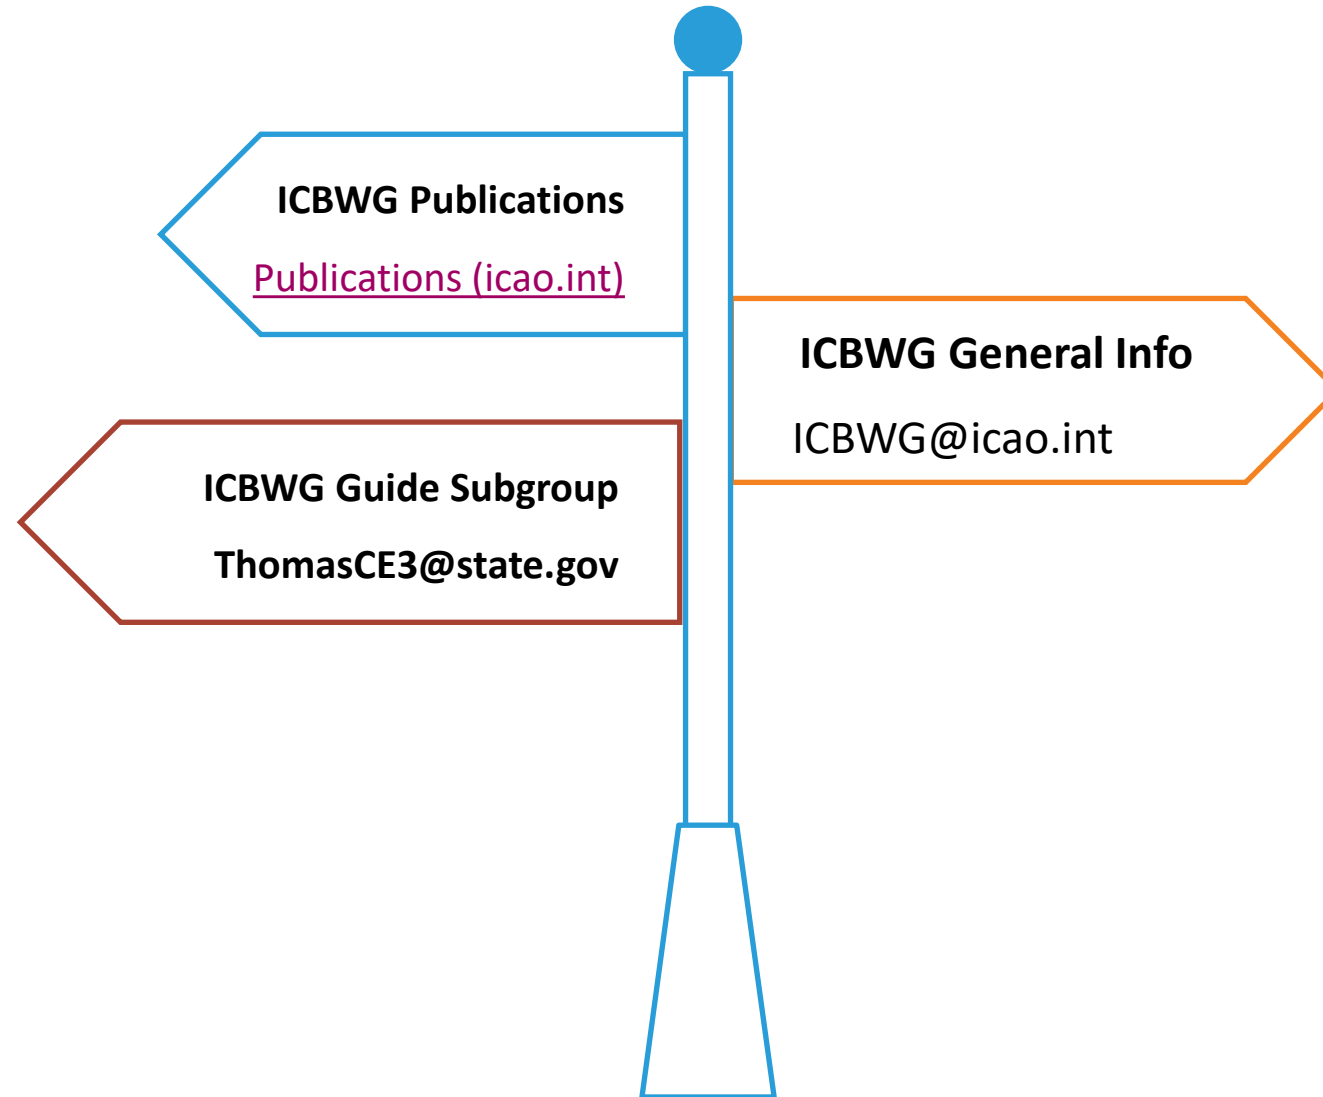 ICBWG Publications
Publications (icao.int)
ICBWG General Info
ICBWG@icao.int
ICBWG Guide Subgroup
ThomasCE3@state.gov